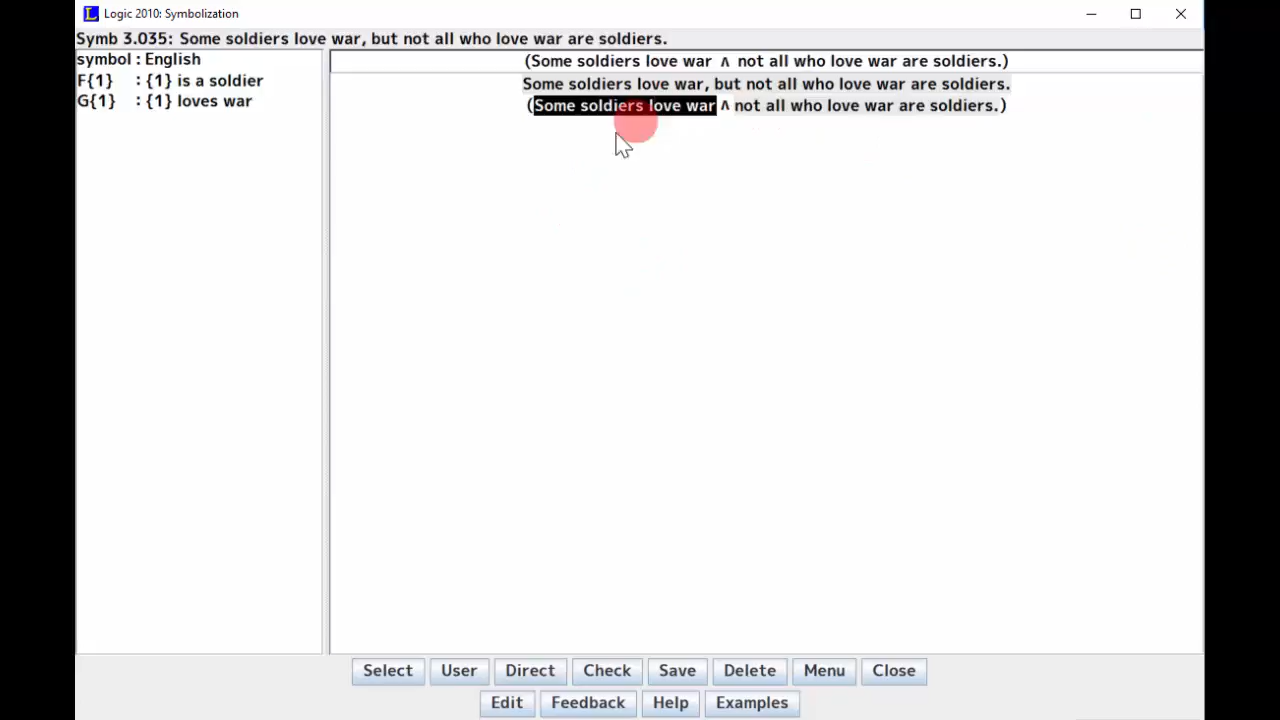 Logic 2010: Symbolization
Symb 3.035: Some soldiers love war, but not all who love war are soldiers.
symbol : English
F{1} : {1} is a soldier
G{1} : {1} loves war
(Some soldiers love war ∧ not all who love war are soldiers.)
Some soldiers love war, but not all who love war are soldiers.
(Some soldiers love war ∧ not all who love war are soldiers.)
Select User Direct Check Save Delete Menu Close
Edit Feedback Help Examples